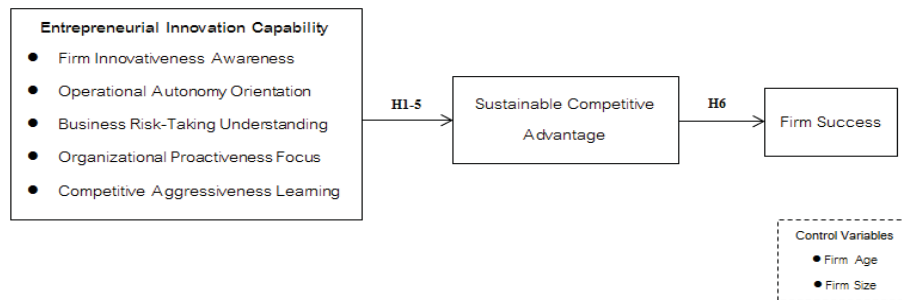 Entrepreneurial Innovation Capability
● Firm Innovativeness Awareness
● Operational Autonomy Orientation
● Business Risk-Taking Understanding
● Organizational Proactiveness Focus
● Competitive Aggressiveness Learning
H1-5
Sustainable Competitive
Advantage
H6
Firm Success
Control Variables
● Firm Age
● Firm Size